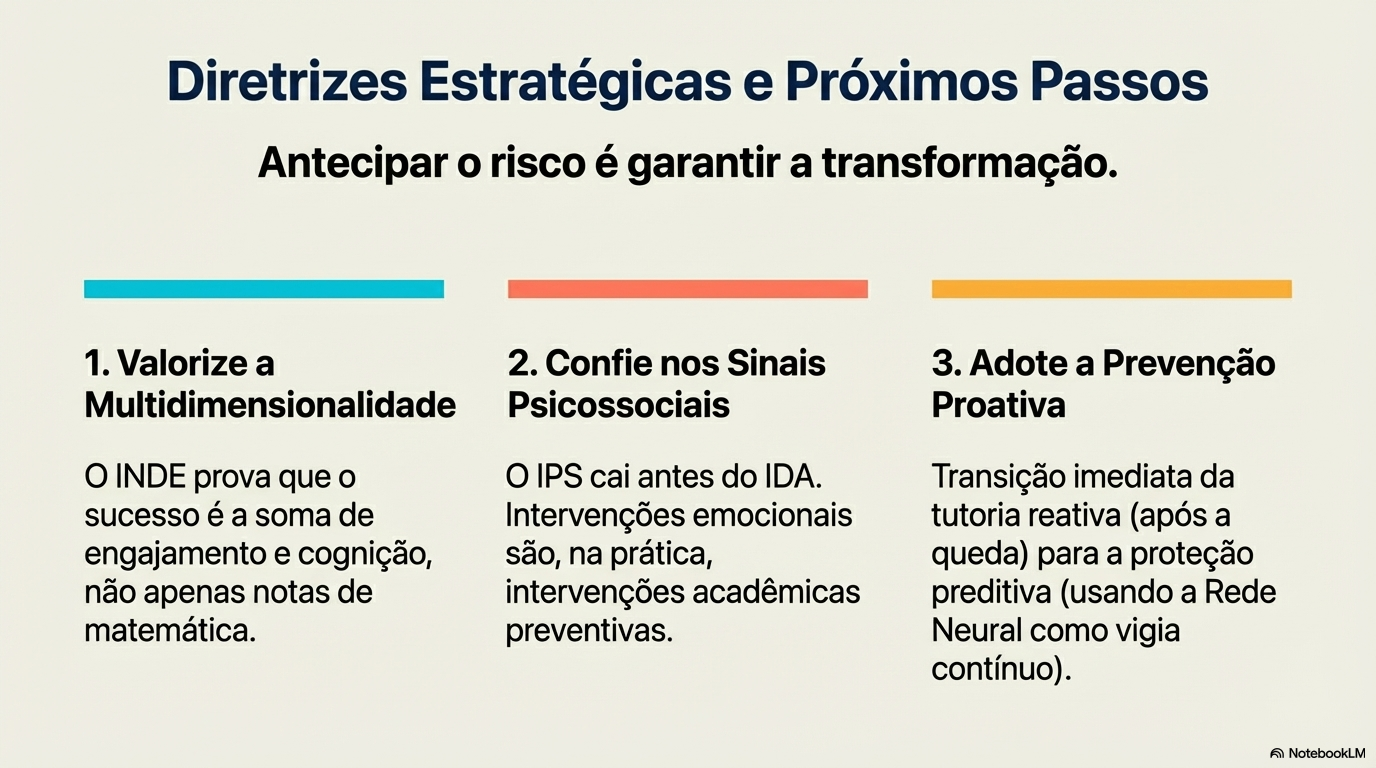 Diretrizes Estratégicas e Próximos Passos
Antecipar o risco é garantir a transformação.
1. Valorize a
Multidimensionalidade
O INDE prova que o
sucesso é a soma de
engajamento e cognição,
não apenas notas de
matemática.
2. Confie nos Sinais
Psicossociais
O IPS cai antes do IDA.
Intervenções emocionais
são, na prática,
intervenções acadêmicas
preventivas.
3. Adote a Prevenção
Proativa
Transição imediata da
tutoria reativa (após a
queda) para a proteção
preditiva (usando a Rede
Neural como vigia
contínuo).
NotebookLM